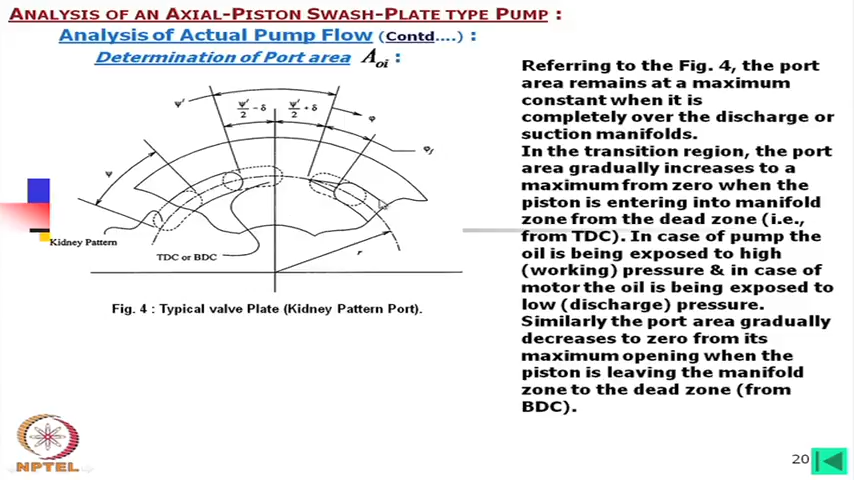 ANALYSIS OF AN AXIAL-PISTON SWASH-PLATE TYPE PUMP :
Analysis of Actual Pump Flow (Contd....) :
Determination of Port area A_oi :
ψ'
ψ'/2 - δ
ψ'/2 + δ
φ
φ_f
ψ
Kidney Pattern
TDC or BDC
r
Fig. 4 : Typical valve Plate (Kidney Pattern Port).
Referring to the Fig. 4, the port
area remains at a maximum
constant when it is
completely over the discharge or
suction manifolds.
In the transition region, the port
area gradually increases to a
maximum from zero when the
piston is entering into manifold
zone from the dead zone (i.e.,
from TDC). In case of pump the
oil is being exposed to high
(working) pressure & in case of
motor the oil is being exposed to
low (discharge) pressure.
Similarly the port area gradually
decreases to zero from its
maximum opening when the
piston is leaving the manifold
zone to the dead zone (from
BDC).
NPTEL
20